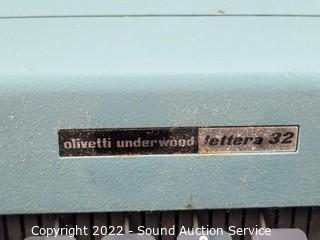 olivetti underwood lettera 32
Copyright 2022 - Sound Auction Service